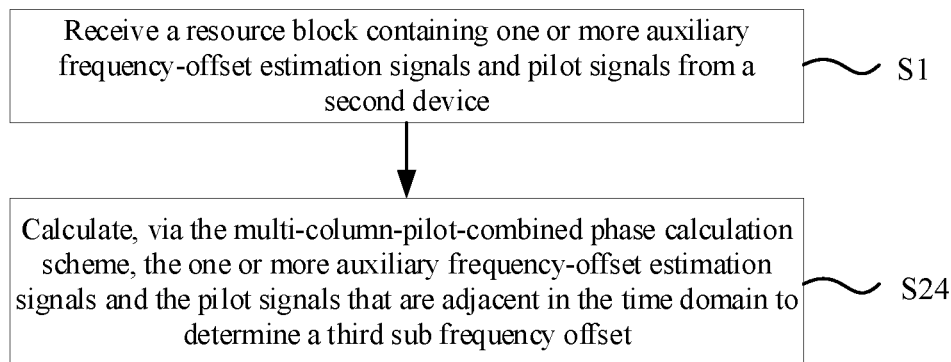 Receive a resource block containing one or more auxiliary
frequency-offset estimation signals and pilot signals from a
second device
S1
Calculate, via the multi-column-pilot-combined phase calculation
scheme, the one or more auxiliary frequency-offset estimation
signals and the pilot signals that are adjacent in the time domain to
determine a third sub frequency offset
S24